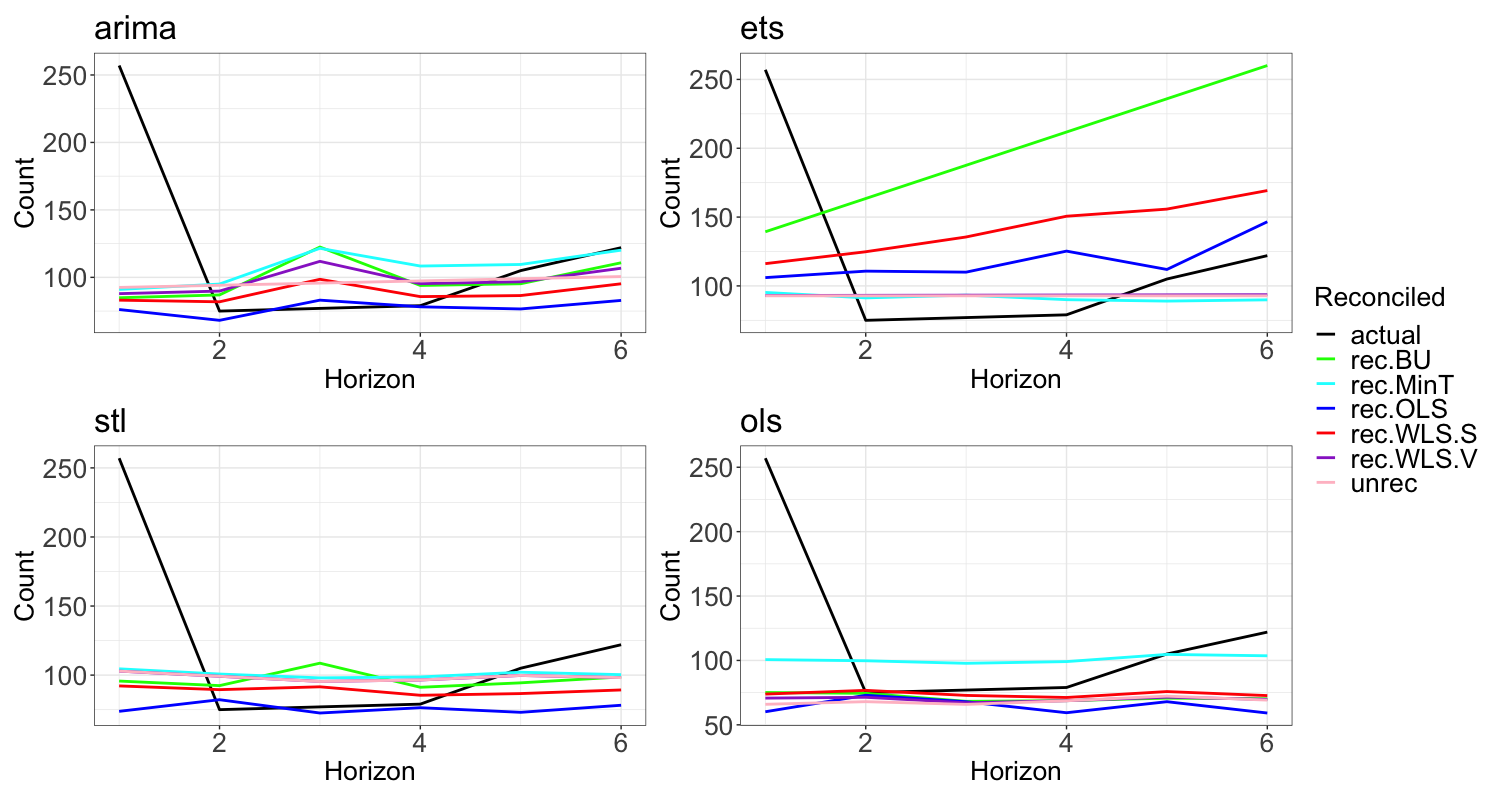 arima
250
200
150
100
Count
2
4
6
Horizon
ets
250
200
150
100
Count
2
4
6
Horizon
stl
250
200
150
100
Count
2
4
6
Horizon
ols
250
200
150
100
50
Count
2
4
6
Horizon
Reconciled
actual
rec.BU
rec.MinT
rec.OLS
rec.WLS.S
rec.WLS.V
unrec